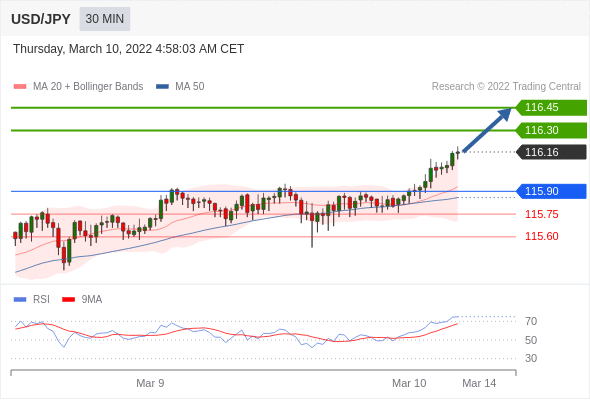 USD/JPY 30 MIN
Thursday, March 10, 2022 4:58:03 AM CET
MA 20 + Bollinger Bands MA 50 Research © 2022 Trading Central
116.45
116.30
116.16
115.90
115.75
115.60
RSI 9MA
70
50
30
Mar 9 Mar 10 Mar 14